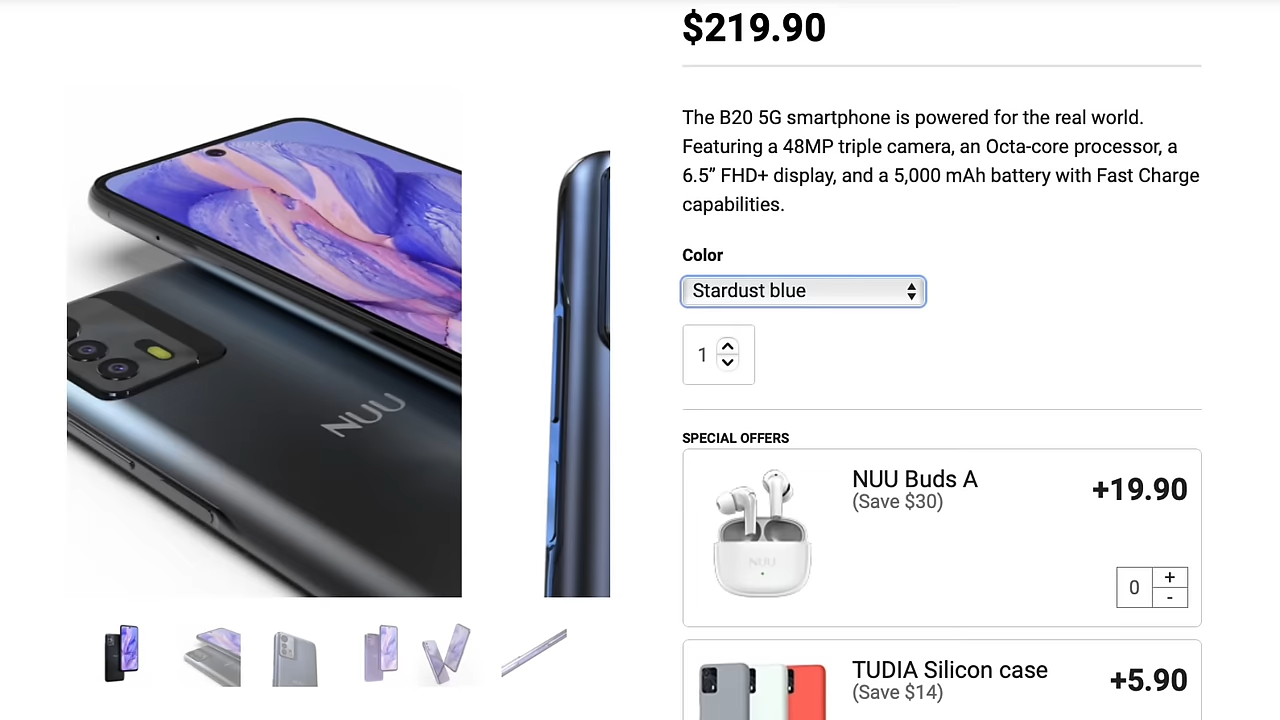 $219.90
The B20 5G smartphone is powered for the real world.
Featuring a 48MP triple camera, an Octa-core processor, a
6.5” FHD+ display, and a 5,000 mAh battery with Fast Charge
capabilities.
Color
Stardust blue
1
NUU
SPECIAL OFFERS
NUU Buds A
(Save $30)
+19.90
NUU
0
+
-
TUDIA Silicon case
(Save $14)
+5.90